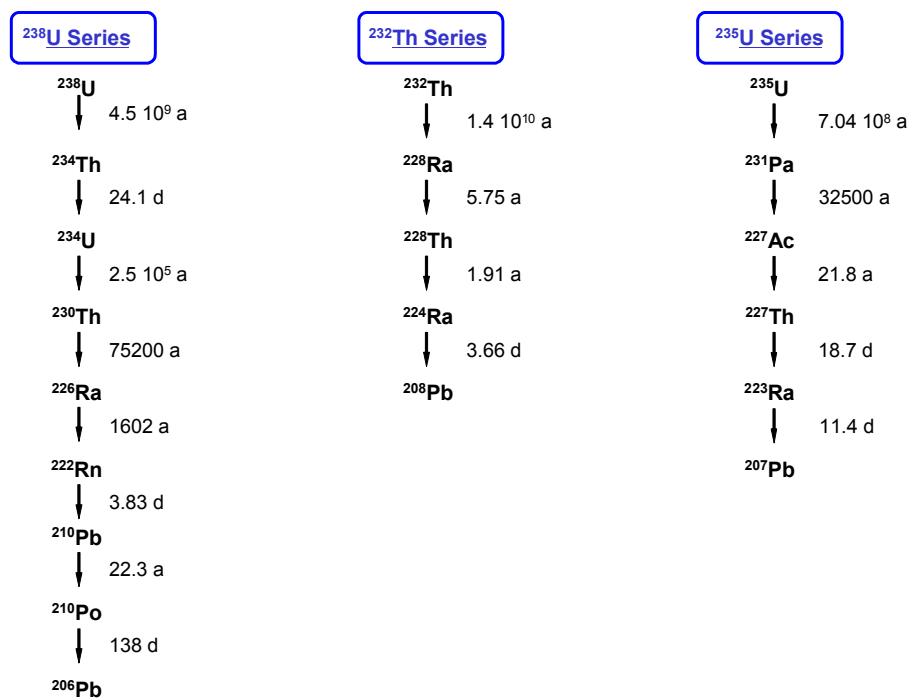 ²³⁸U Series
²³⁸U
4.5 10⁹ a
²³⁴Th
24.1 d
²³⁴U
2.5 10⁵ a
²³⁰Th
75200 a
²²⁶Ra
1602 a
²²²Rn
3.83 d
²¹⁰Pb
22.3 a
²¹⁰Po
138 d
²⁰⁶Pb
²³²Th Series
²³²Th
1.4 10¹⁰ a
²²⁸Ra
5.75 a
²²⁸Th
1.91 a
²²⁴Ra
3.66 d
²⁰⁸Pb
²³⁵U Series
²³⁵U
7.04 10⁸ a
²³¹Pa
32500 a
²²⁷Ac
21.8 a
²²⁷Th
18.7 d
²²³Ra
11.4 d
²⁰⁷Pb